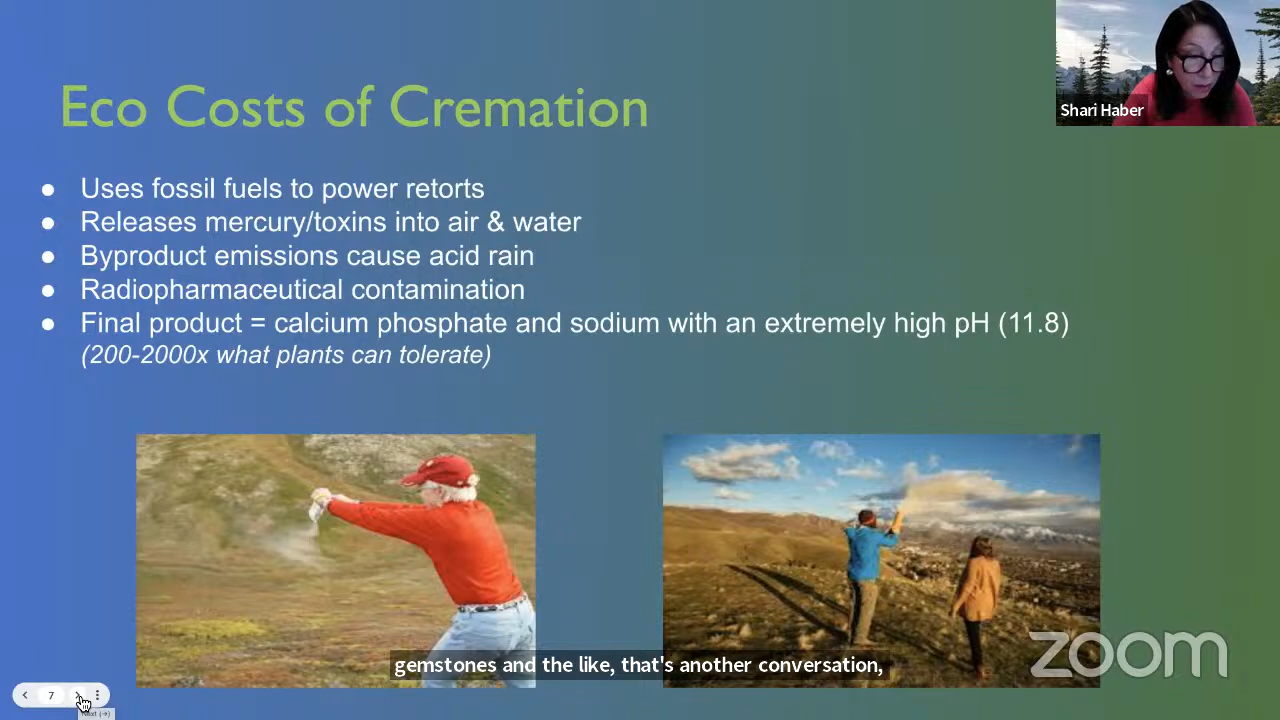 Eco Costs of Cremation
Shari Haber
● Uses fossil fuels to power retorts
● Releases mercury/toxins into air & water
● Byproduct emissions cause acid rain
● Radiopharmaceutical contamination
● Final product = calcium phosphate and sodium with an extremely high pH (11.8)
(200-2000x what plants can tolerate)
gemstones and the like, that's another conversation,
zoom
7
Next (→)